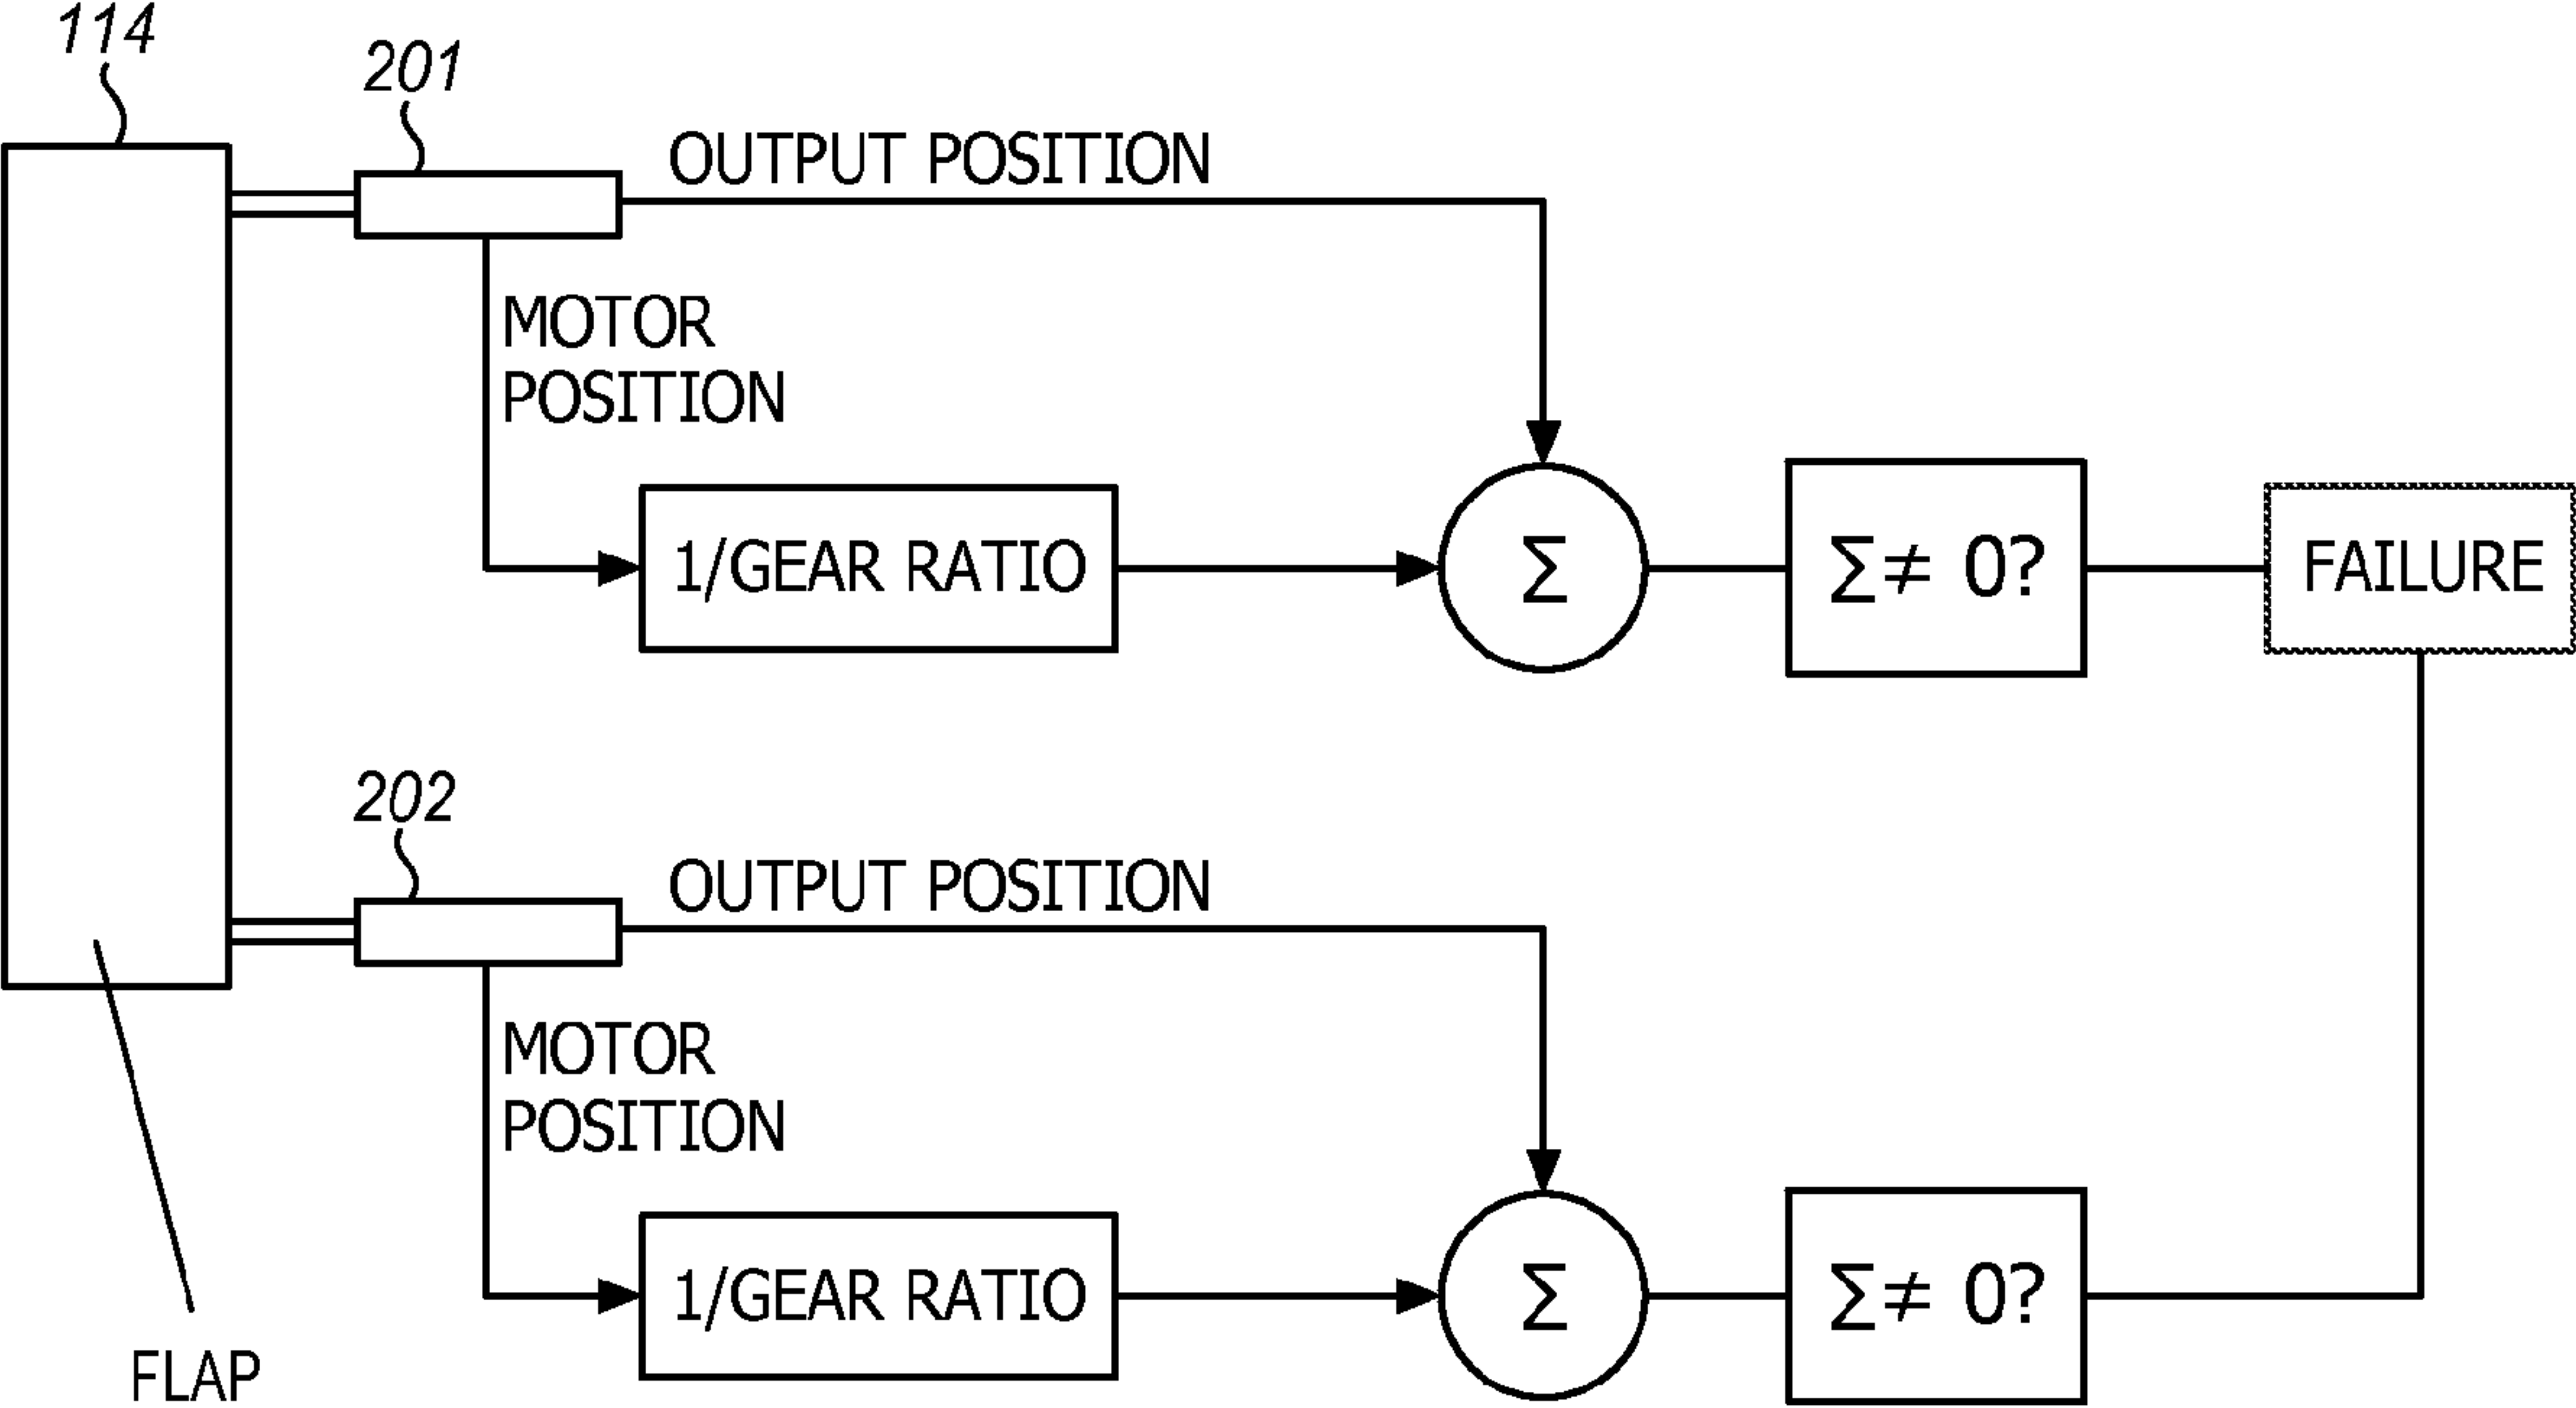 114
201
OUTPUT POSITION
MOTOR
POSITION
1/GEAR RATIO
Σ
Σ≠ 0?
FAILURE
202
OUTPUT POSITION
MOTOR
POSITION
1/GEAR RATIO
Σ
Σ≠ 0?
FLAP